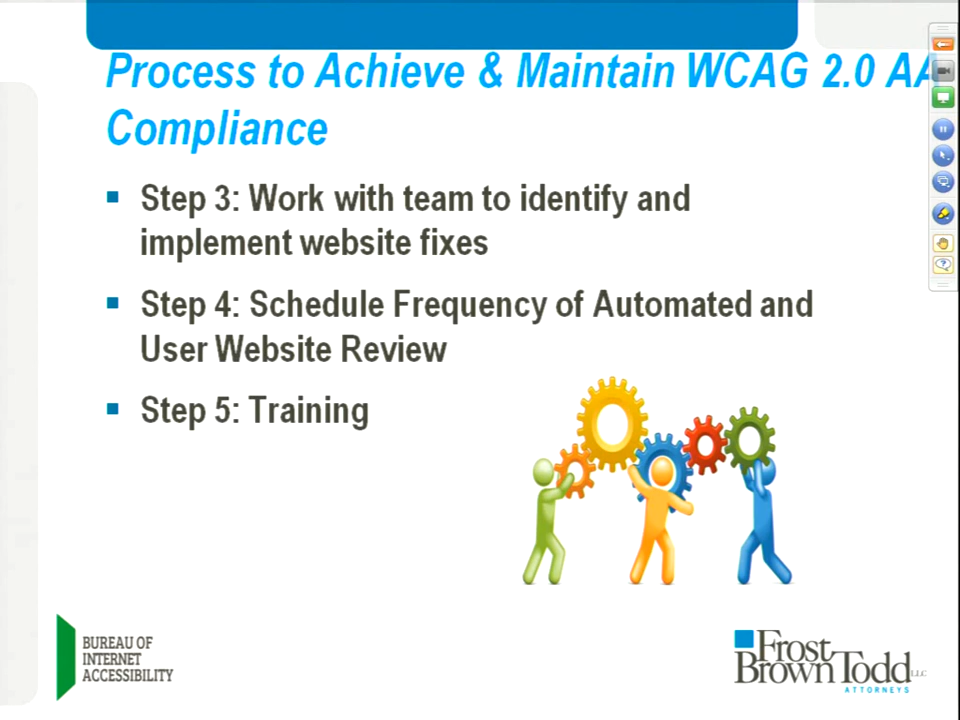 Process to Achieve & Maintain WCAG 2.0 AA
Compliance
Step 3: Work with team to identify and
implement website fixes
Step 4: Schedule Frequency of Automated and
User Website Review
Step 5: Training
BUREAU OF
INTERNET
ACCESSIBILITY
Frost
Brown Todd LLC
ATTORNEYS